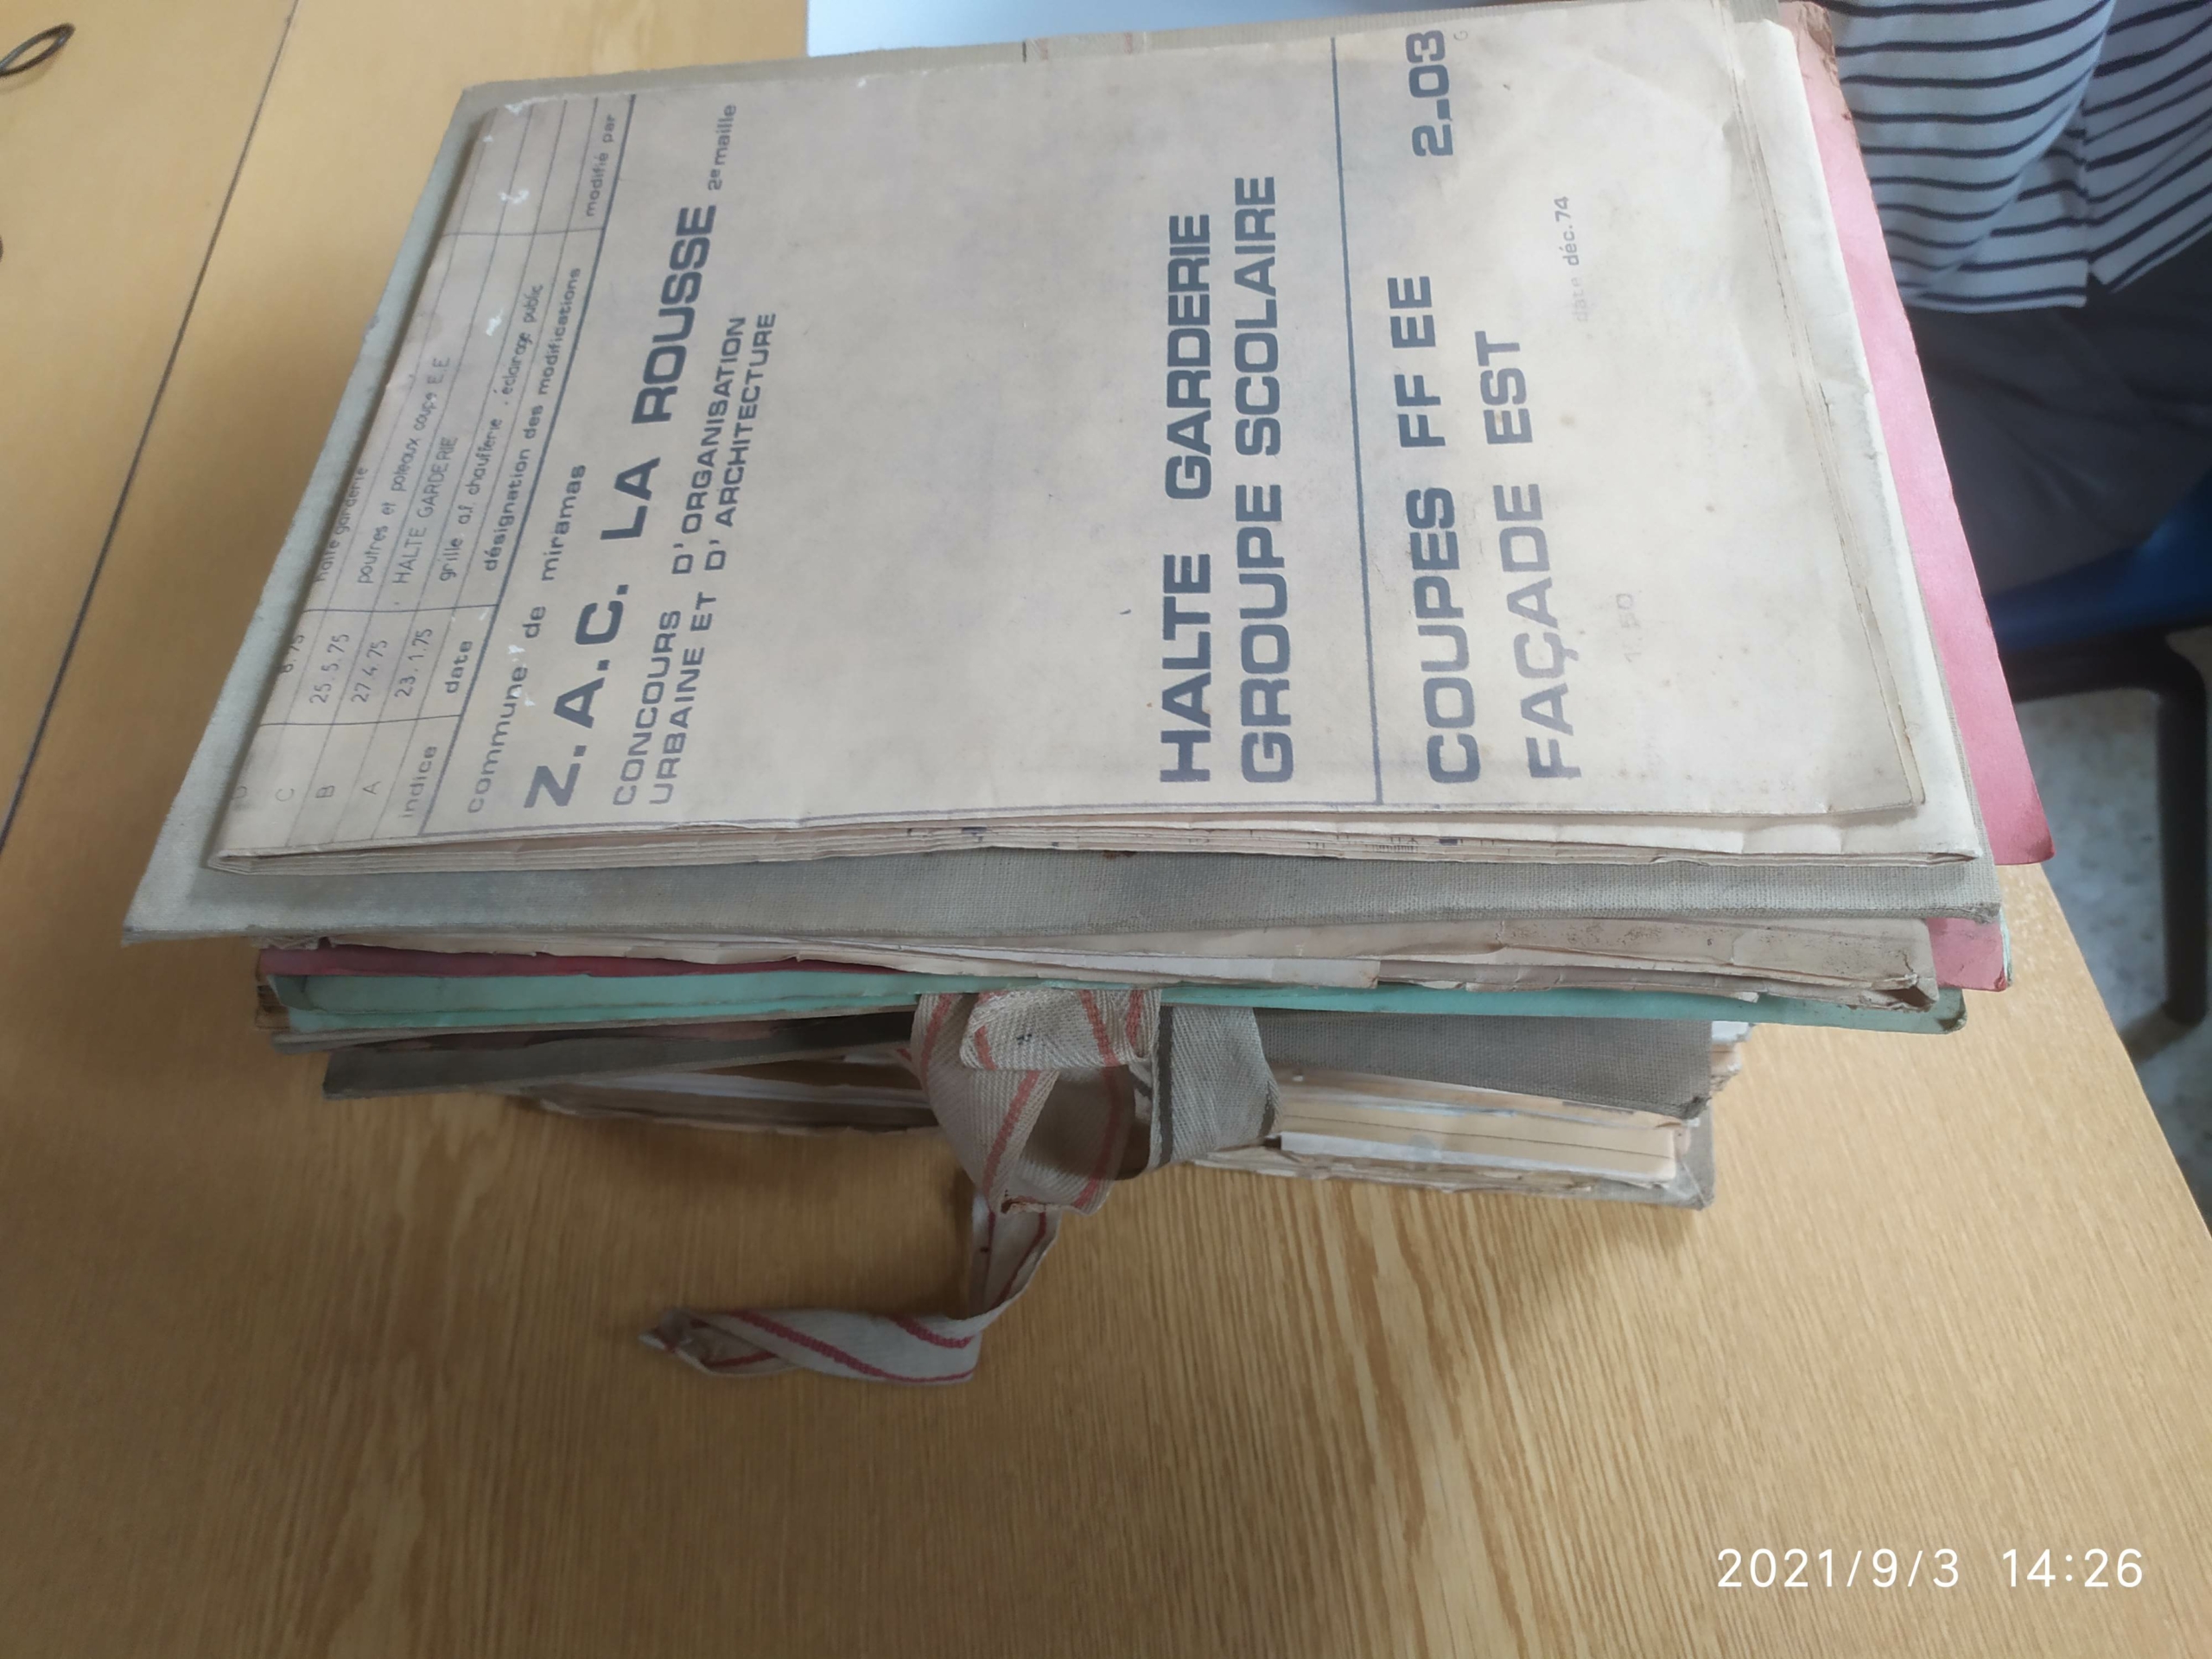 C
B 25.5.75 halte garderie
A 27.4.75 poutres et poteaux coupe E.E
23.1.75 HALTE GARDERIE
grille a.f. chaufferie . éclairage public
indice date désignation des modifications modifié par
commune de miramas
Z.A.C. LA ROUSSE 2e maille
CONCOURS D'ORGANISATION
URBAINE ET D'ARCHITECTURE
HALTE GARDERIE
GROUPE SCOLAIRE
COUPES FF EE 2_03
FAÇADE EST
G
date déc.74
2021/9/3 14:26